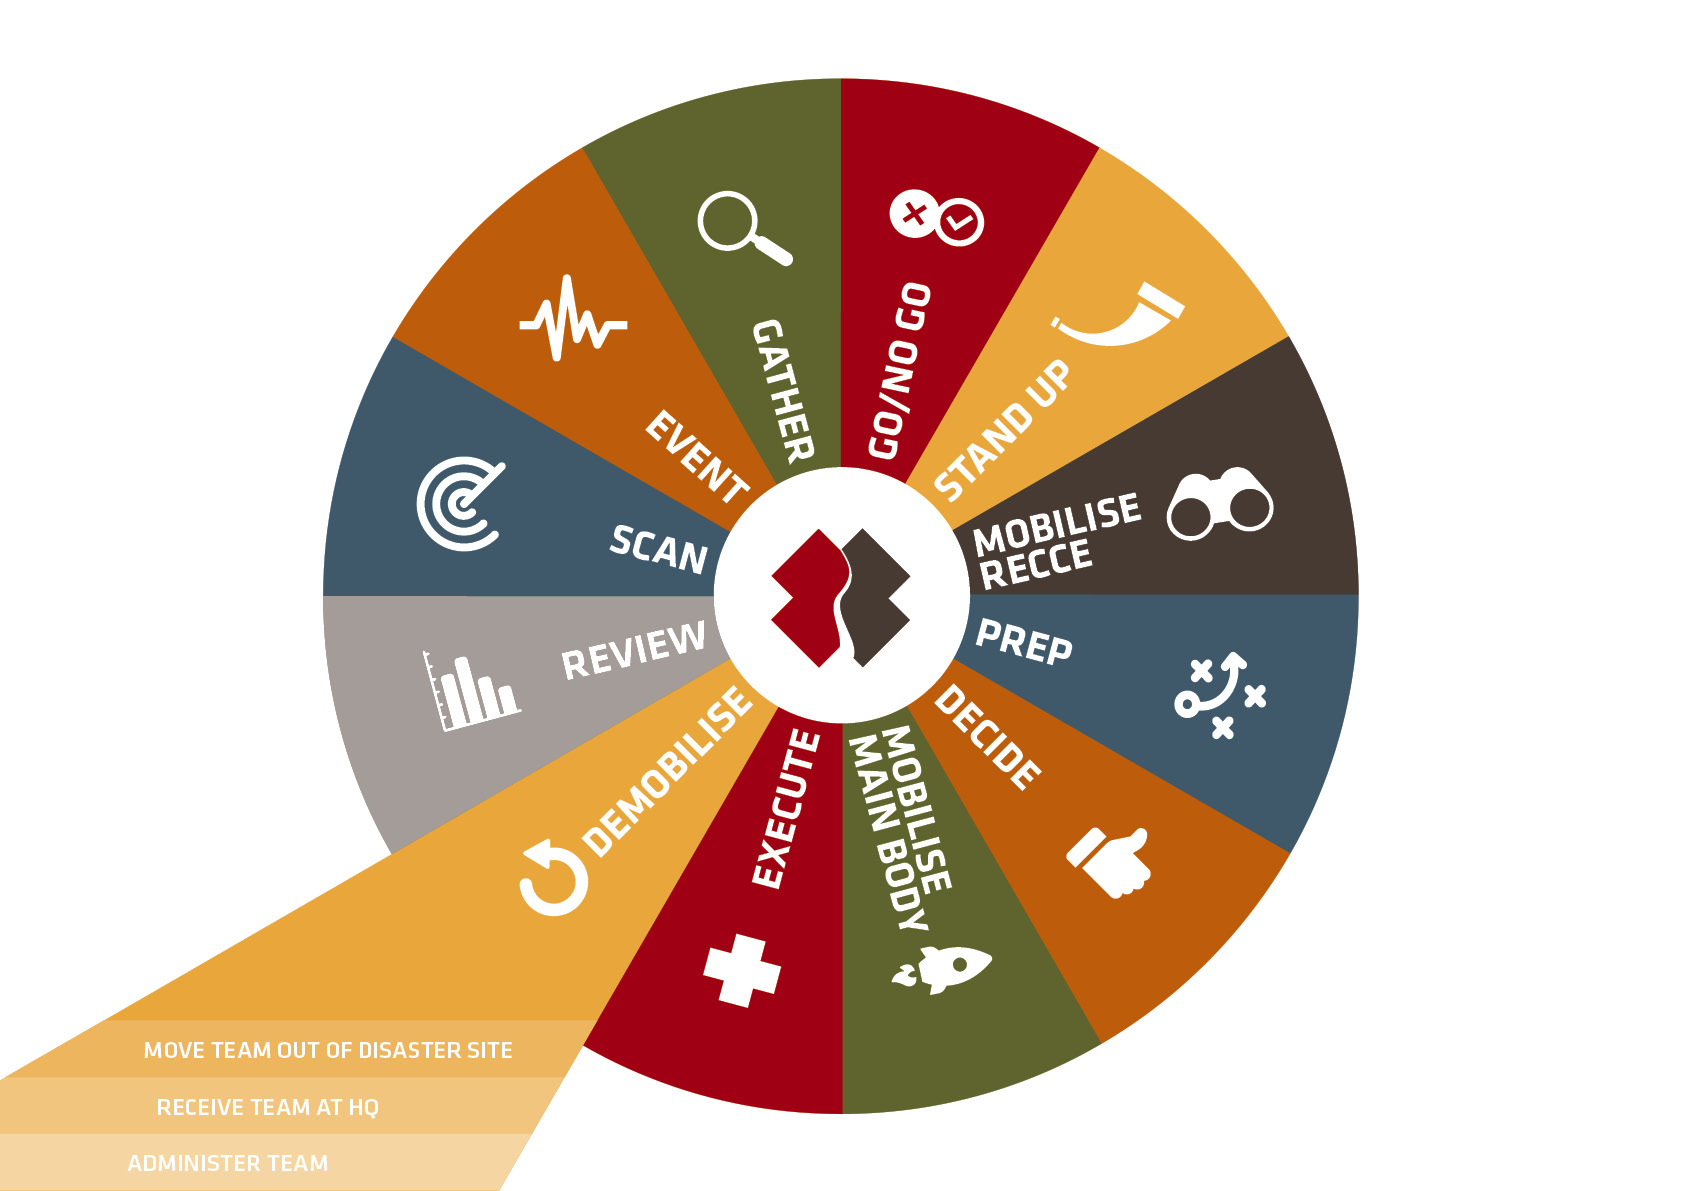 GATHER
GO/NO GO
STAND UP
MOBILISE
RECCE
PREP
DECIDE
MOBILISE
MAIN BODY
EXECUTE
DEMOBILISE
REVIEW
SCAN
EVENT
MOVE TEAM OUT OF DISASTER SITE
RECEIVE TEAM AT HQ
ADMINISTER TEAM